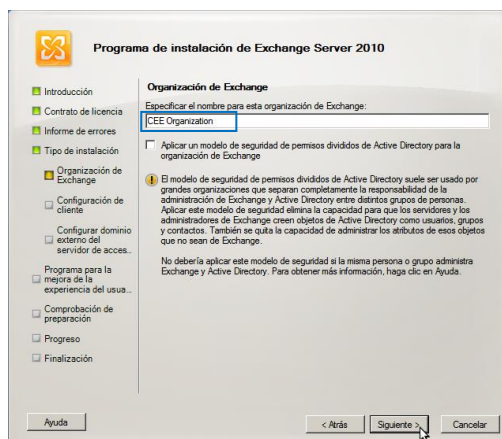 Programa de instalación de Exchange Server 2010
Introducción
Contrato de licencia
Informe de errores
Tipo de instalación
Organización de
Exchange
Configuración de
cliente
Configurar dominio
externo del
servidor de acces...
Programa para la
mejora de la
experiencia del usua...
Comprobación de
preparación
Progreso
Finalización
Organización de Exchange
Especificar el nombre para esta organización de Exchange:
CEE Organization
Aplicar un modelo de seguridad de permisos divididos de Active Directory para la
organización de Exchange
El modelo de seguridad de permisos divididos de Active Directory suele ser usado por
grandes organizaciones que separan completamente la responsabilidad de la
administración de Exchange y Active Directory entre distintos grupos de personas.
Aplicar este modelo de seguridad elimina la capacidad para que los servidores y los
administradores de Exchange creen objetos de Active Directory como usuarios, grupos
y contactos. También se quita la capacidad de administrar los atributos de esos objetos
que no sean de Exchange.
No debería aplicar este modelo de seguridad si la misma persona o grupo administra
Exchange y Active Directory. Para obtener más información, haga clic en Ayuda.
Ayuda
< Atrás
Siguiente >
Cancelar